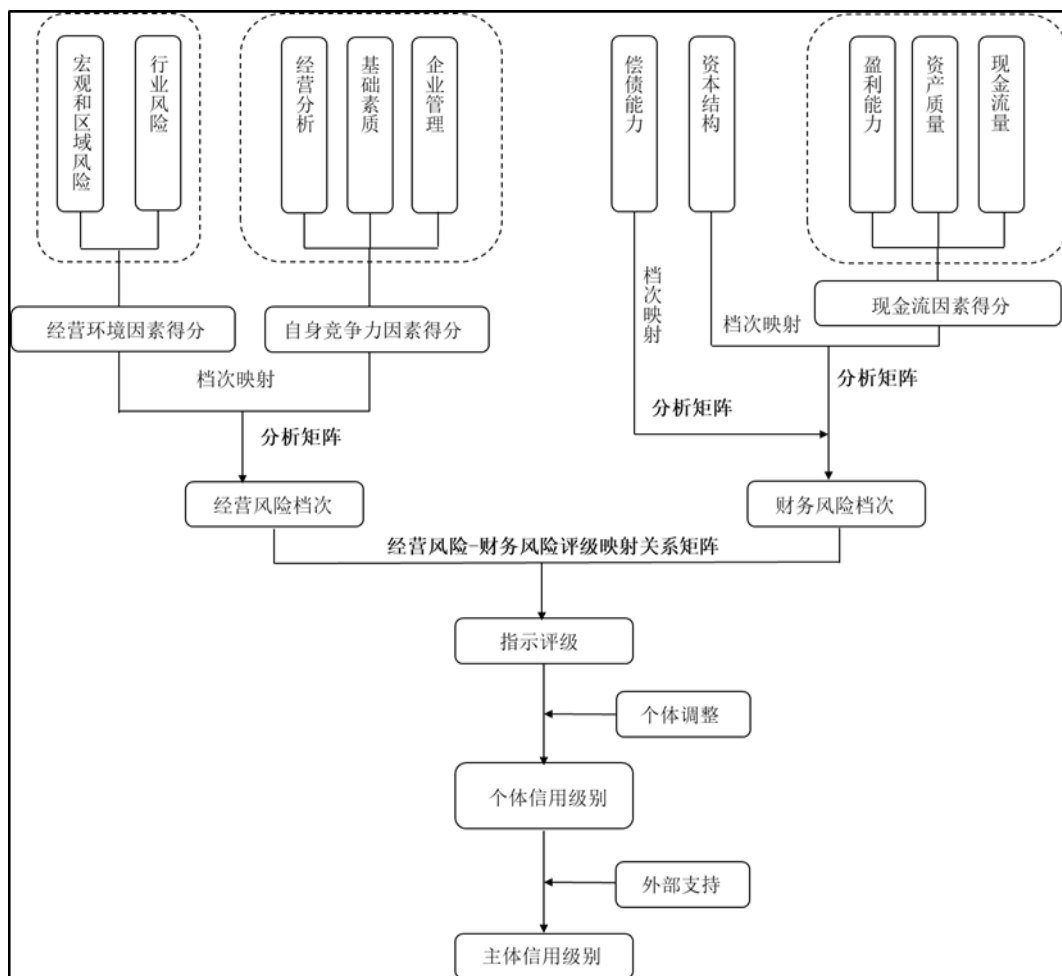 宏观和区域风险
行业风险
经营分析
基础素质
企业管理
偿债能力
资本结构
盈利能力
资产质量
现金流量
经营环境因素得分
自身竞争力因素得分
档次映射
档次映射
现金流因素得分
档次映射
分析矩阵
分析矩阵
分析矩阵
经营风险档次
财务风险档次
经营风险-财务风险评级映射关系矩阵
指示评级
个体调整
个体信用级别
外部支持
主体信用级别